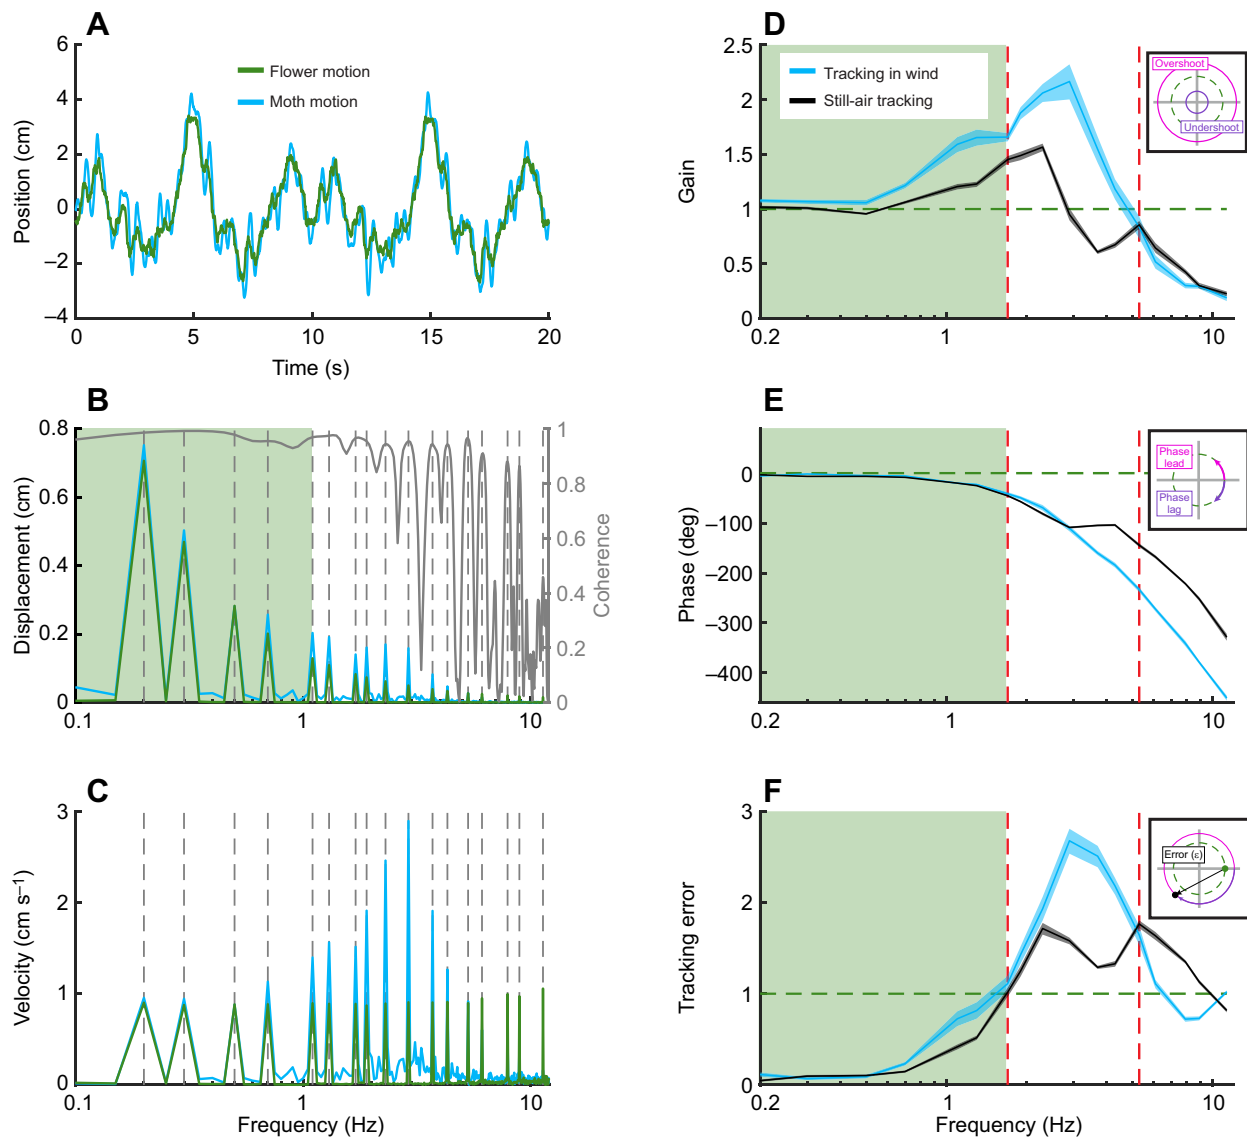 A
6
4
2
0
–2
–4
Position (cm)
Flower motion
Moth motion
0
5
10
15
20
Time (s)
B
0.8
0.6
0.4
0.2
0
Displacement (cm)
1
0.8
0.6
0.4
0.2
0
Coherence
0.1
1
10
C
3
2
1
0
Velocity (cm s–1)
0.1
1
10
Frequency (Hz)
D
2.5
2
1.5
1
0.5
0
Gain
Tracking in wind
Still-air tracking
Overshoot
Undershoot
0.2
1
10
E
0
–100
–200
–300
–400
Phase (deg)
Phase
lead
Phase
lag
0.2
1
10
F
3
2
1
0
Tracking error
Error (ε)
0.2
1
10
Frequency (Hz)